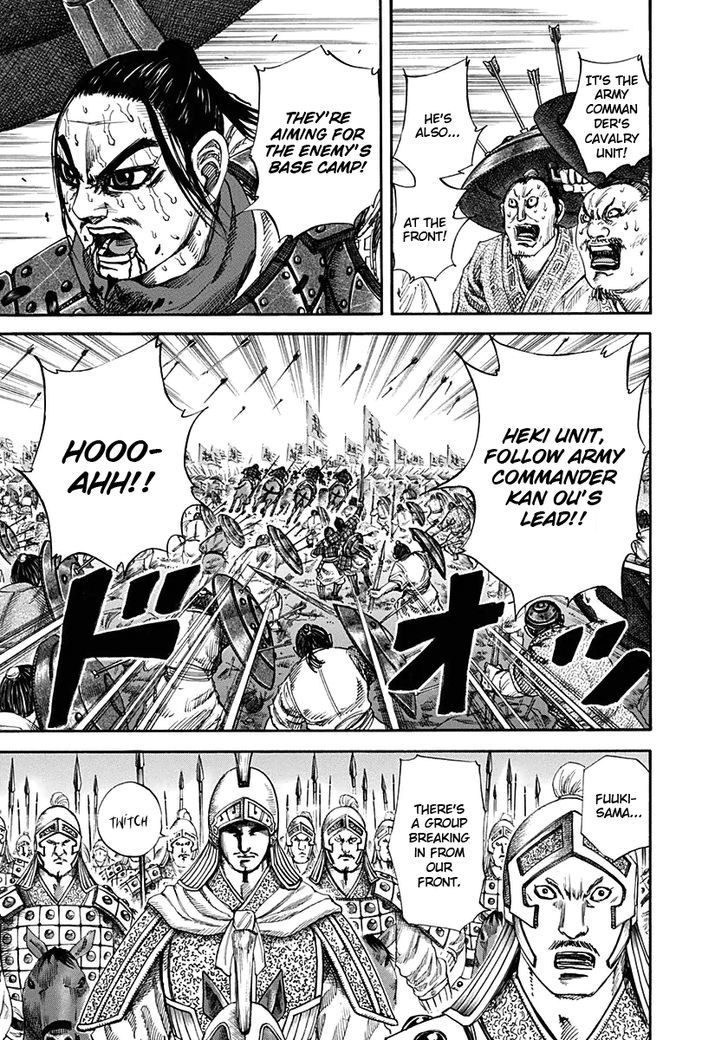 IT'S THE
ARMY
COMMAN
DER'S
CAVALRY
UNIT!
HE'S
ALSO...
AT THE
FRONT!
THEY'RE
AIMING FOR
THE ENEMY'S
BASE CAMP!
HEKI UNIT,
FOLLOW ARMY
COMMANDER
KAN OU'S
LEAD!!
HOOO-
AHH!!
ドオッ
FUUKI-
SAMA...
THERE'S
A GROUP
BREAKING
IN FROM
OUR
FRONT.
TWITCH